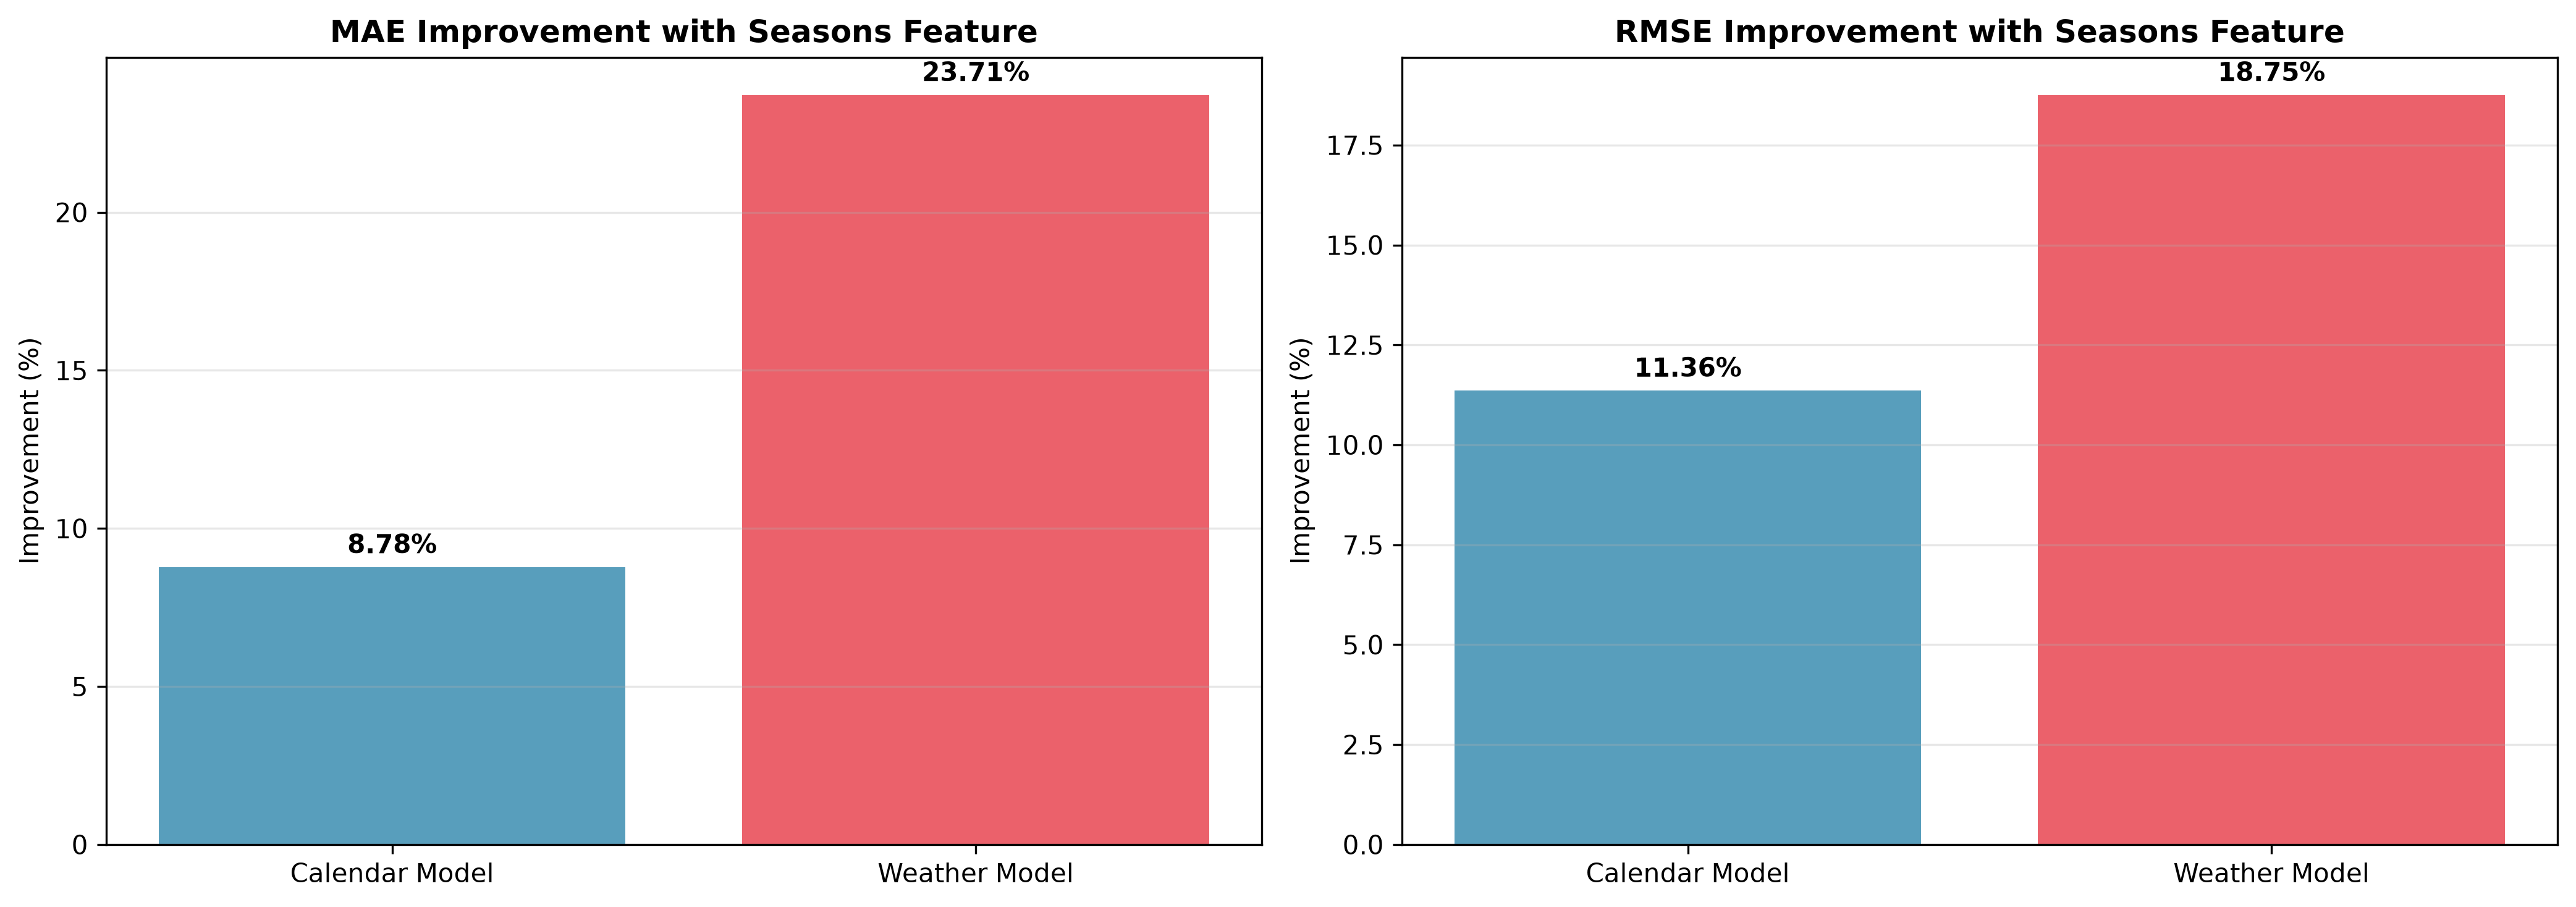 MAE Improvement with Seasons Feature
Improvement (%)
20
15
10
5
0
8.78%
23.71%
Calendar Model
Weather Model
RMSE Improvement with Seasons Feature
Improvement (%)
17.5
15.0
12.5
10.0
7.5
5.0
2.5
0.0
11.36%
18.75%
Calendar Model
Weather Model